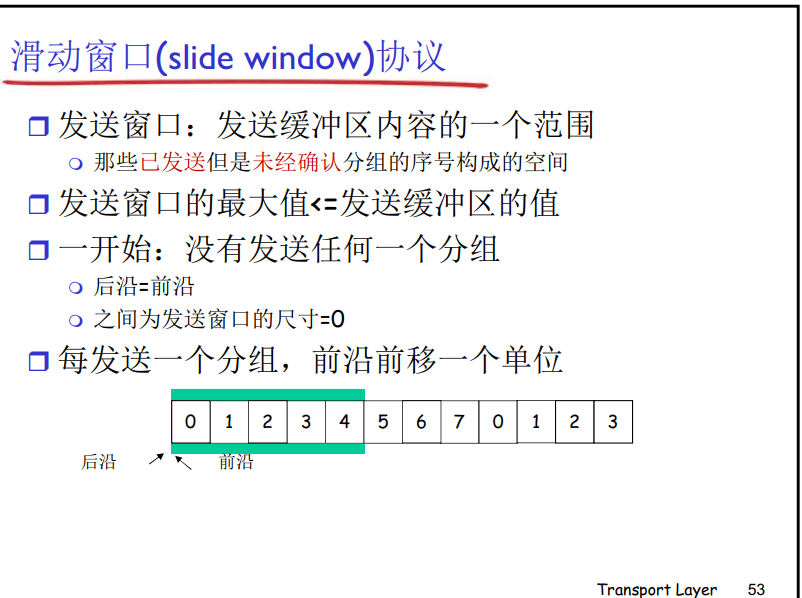 滑动窗口(slide window)协议
发送窗口：发送缓冲区内容的一个范围
那些已发送但是未经确认分组的序号构成的空间
发送窗口的最大值<=发送缓冲区的值
一开始：没有发送任何一个分组
后沿=前沿
之间为发送窗口的尺寸=0
每发送一个分组，前沿前移一个单位
0 1 2 3 4 5 6 7 0 1 2 3
后沿 前沿
Transport Layer 53